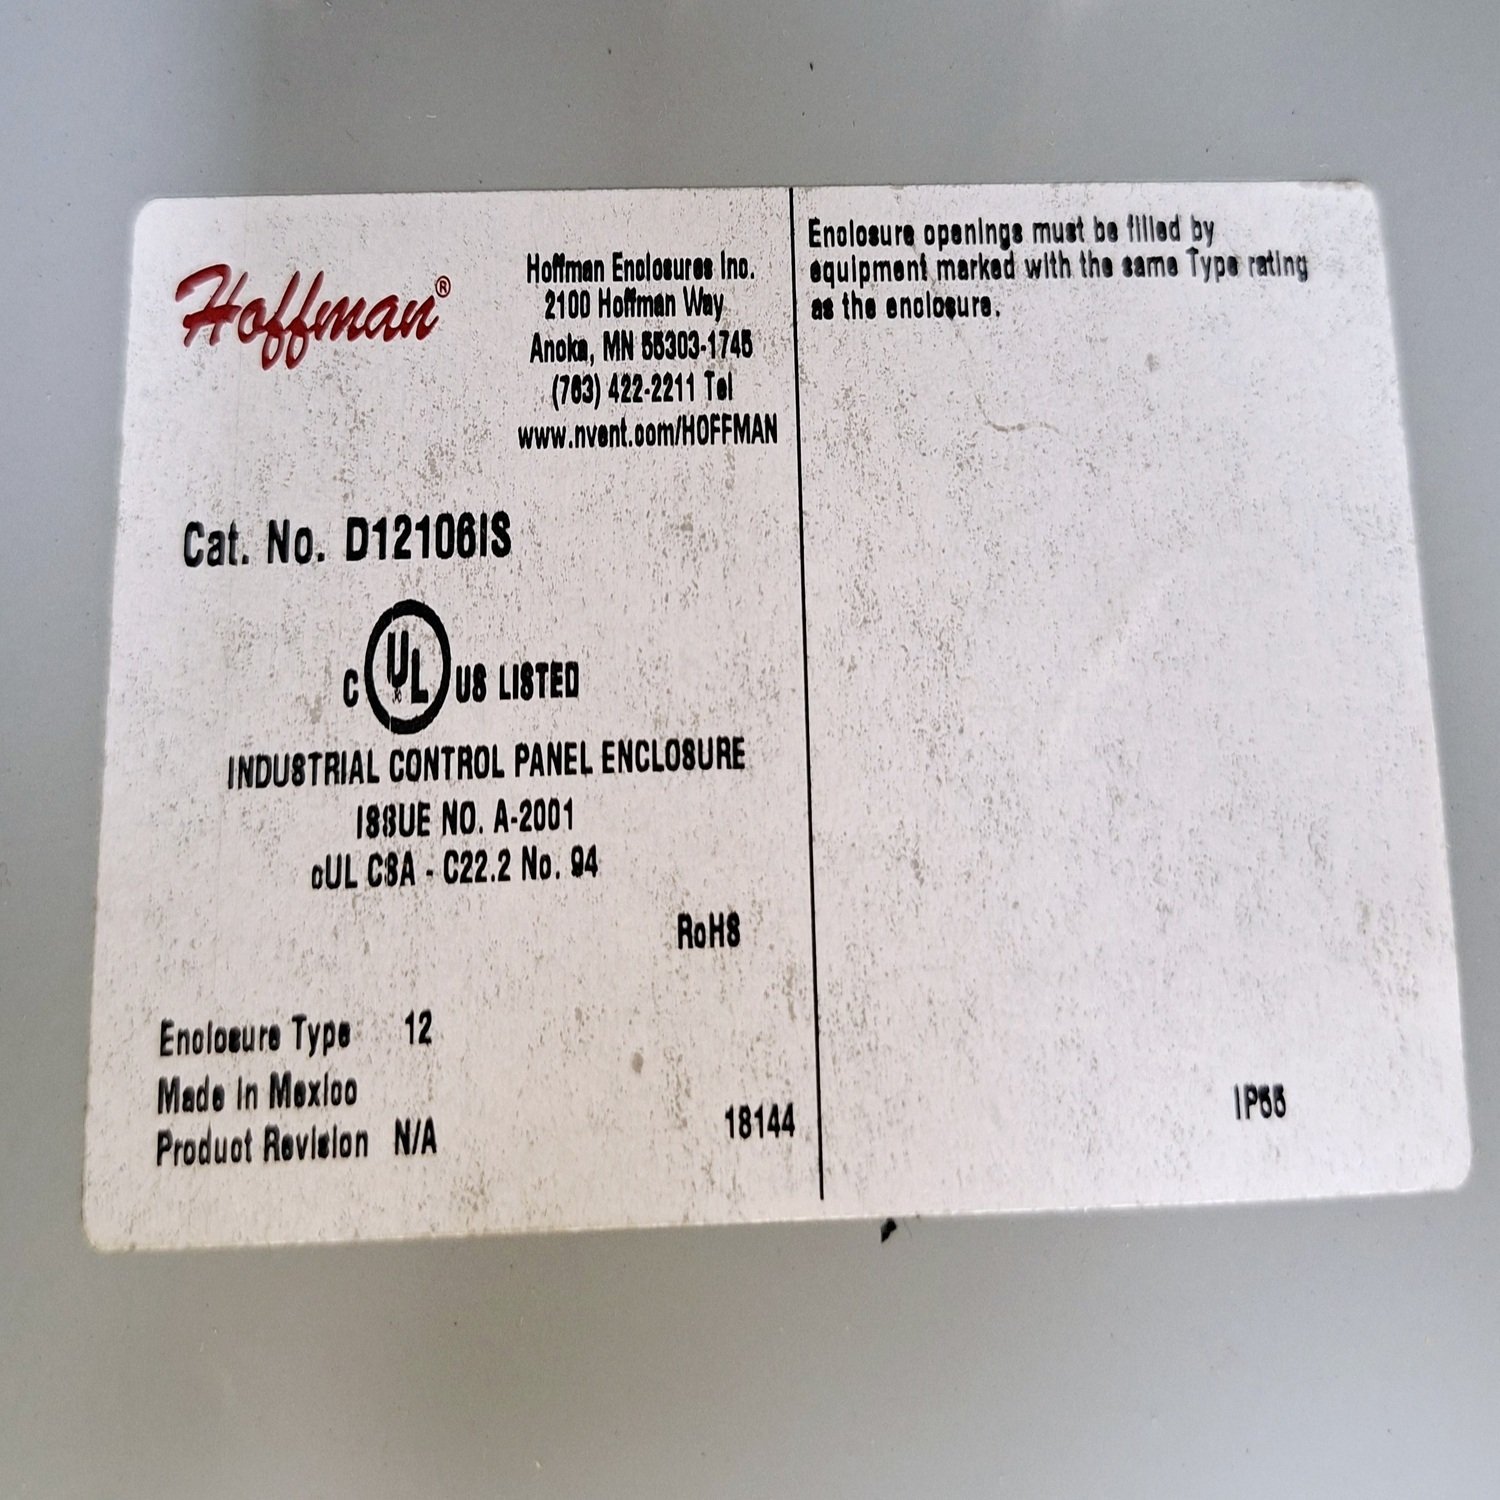 Hoffman®
Hoffman Enclosures Inc.
2100 Hoffman Way
Anoka, MN 55303-1745
(763) 422-2211 Tel
www.nvent.com/HOFFMAN
Cat. No. D12106IS
C UL US LISTED
INDUSTRIAL CONTROL PANEL ENCLOSURE
ISSUE NO. A-2001
cUL CSA - C22.2 No. 94
RoHS
Enclosure Type 12
Made in Mexico
Product Revision N/A
18144
Enclosure openings must be filled by
equipment marked with the same Type rating
as the enclosure.
IP55